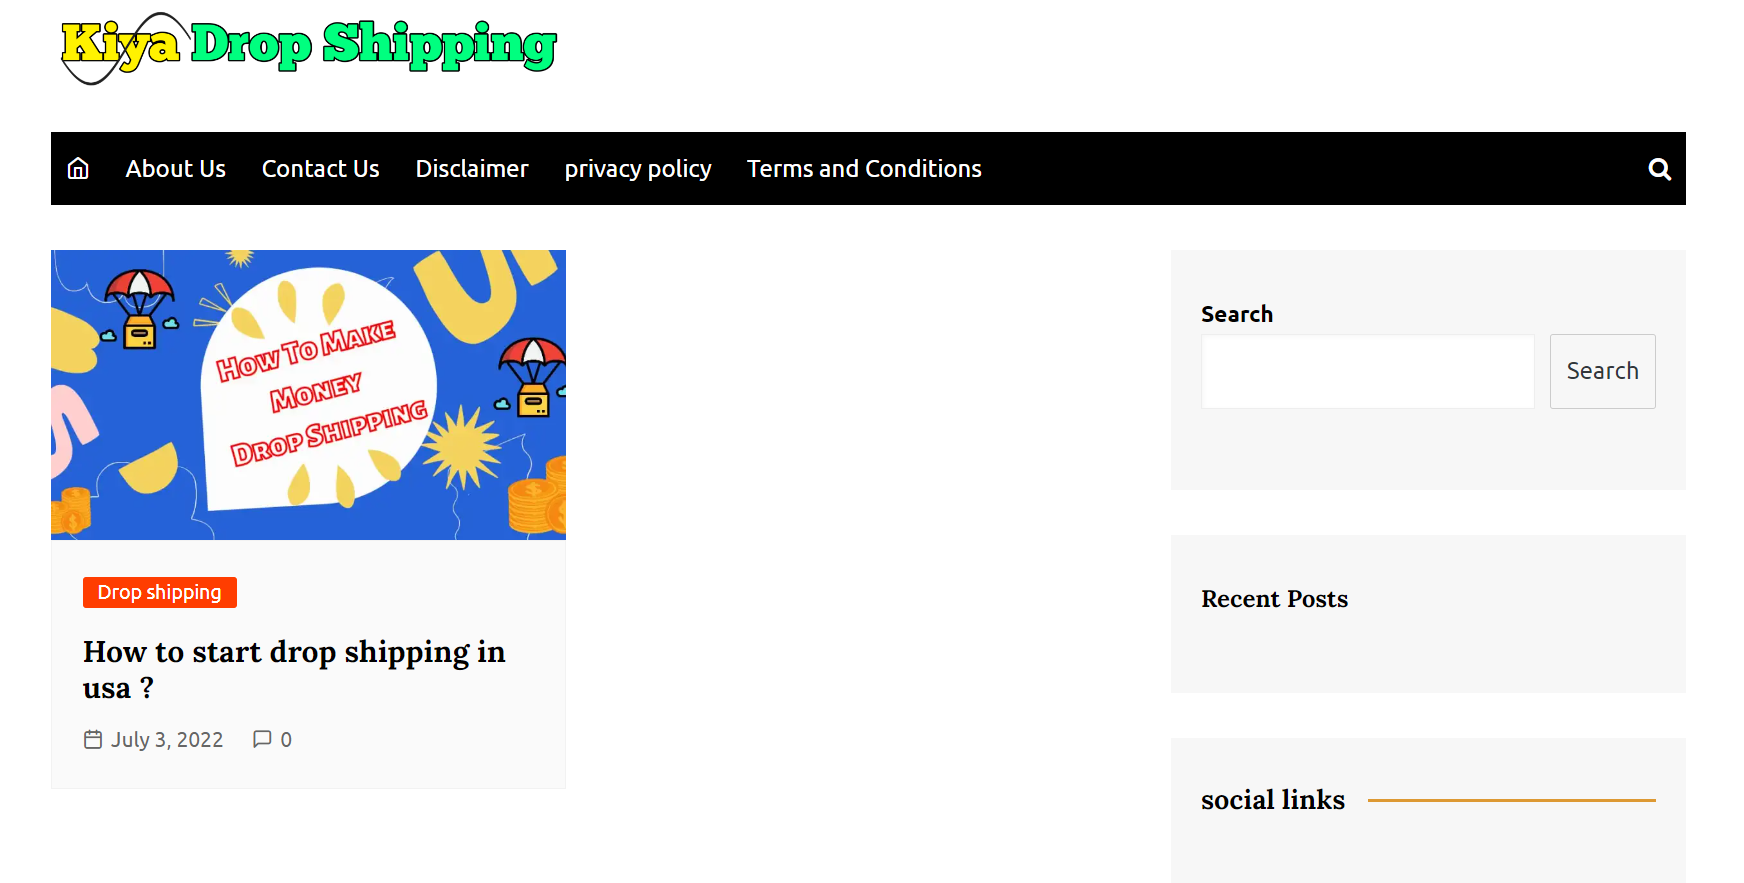 Kiya Drop Shipping
About Us Contact Us Disclaimer privacy policy Terms and Conditions
How To Make
Money
Drop Shipping
Drop shipping
How to start drop shipping in
usa ?
July 3, 2022 0
Search
Search
Recent Posts
social links